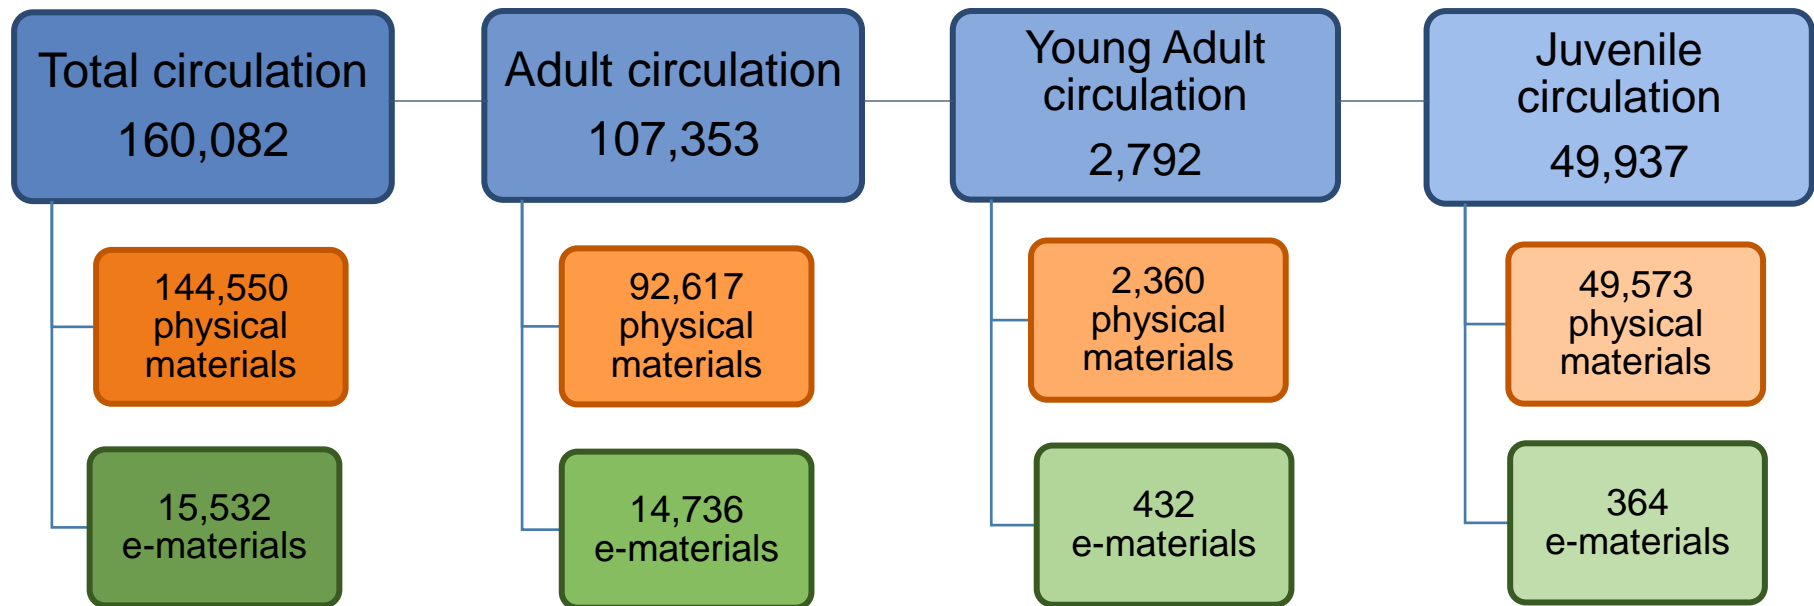 Total circulation
160,082
144,550
physical
materials
15,532
e-materials
Adult circulation
107,353
92,617
physical
materials
14,736
e-materials
Young Adult
circulation
2,792
2,360
physical
materials
432
e-materials
Juvenile
circulation
49,937
49,573
physical
materials
364
e-materials